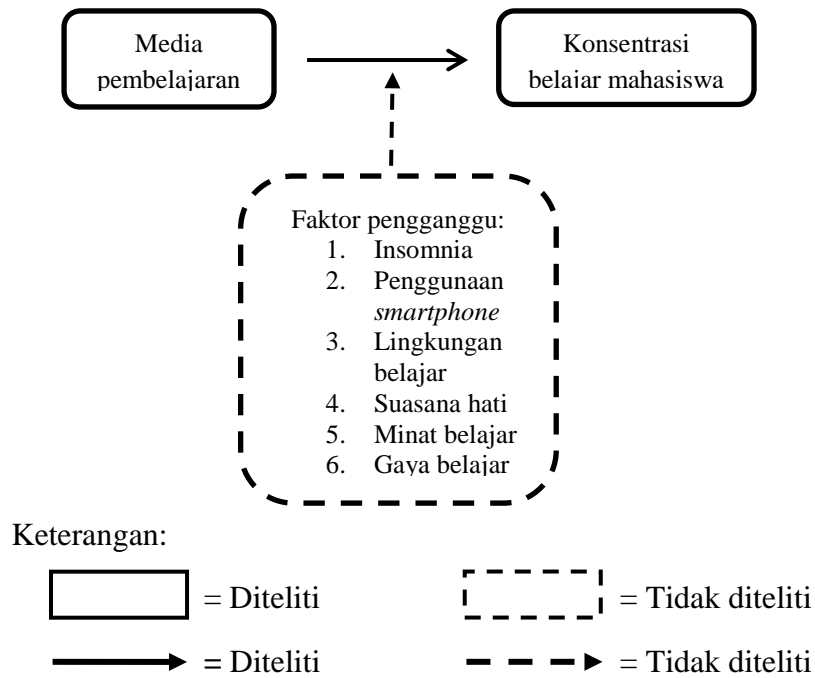 Media
pembelajaran
Konsentrasi
belajar mahasiswa
Faktor pengganggu:
1. Insomnia
2. Penggunaan
smartphone
3. Lingkungan
belajar
4. Suasana hati
5. Minat belajar
6. Gaya belajar
Keterangan:
= Diteliti
= Tidak diteliti
= Diteliti
= Tidak diteliti